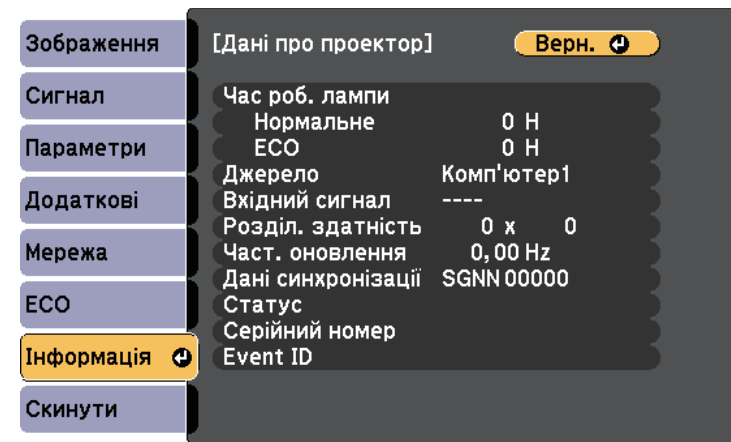 Зображення
Сигнал
Параметри
Додаткові
Мережа
ECO
Інформація
Скинути
[Дані про проектор]
Верн.
Час роб. лампи
Нормальне 0 H
ECO 0 H
Джерело Комп'ютер1
Вхідний сигнал ----
Розділ. здатність 0 x 0
Част. оновлення 0,00 Hz
Дані синхронізації SGNN 00000
Статус
Серійний номер
Event ID